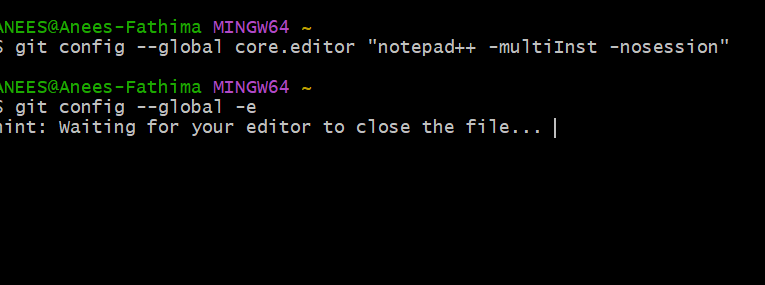 ANEES@Anees-Fathima MINGW64 ~
$ git config --global core.editor "notepad++ -multiInst -nosession"
ANEES@Anees-Fathima MINGW64 ~
$ git config --global -e
hint: Waiting for your editor to close the file...